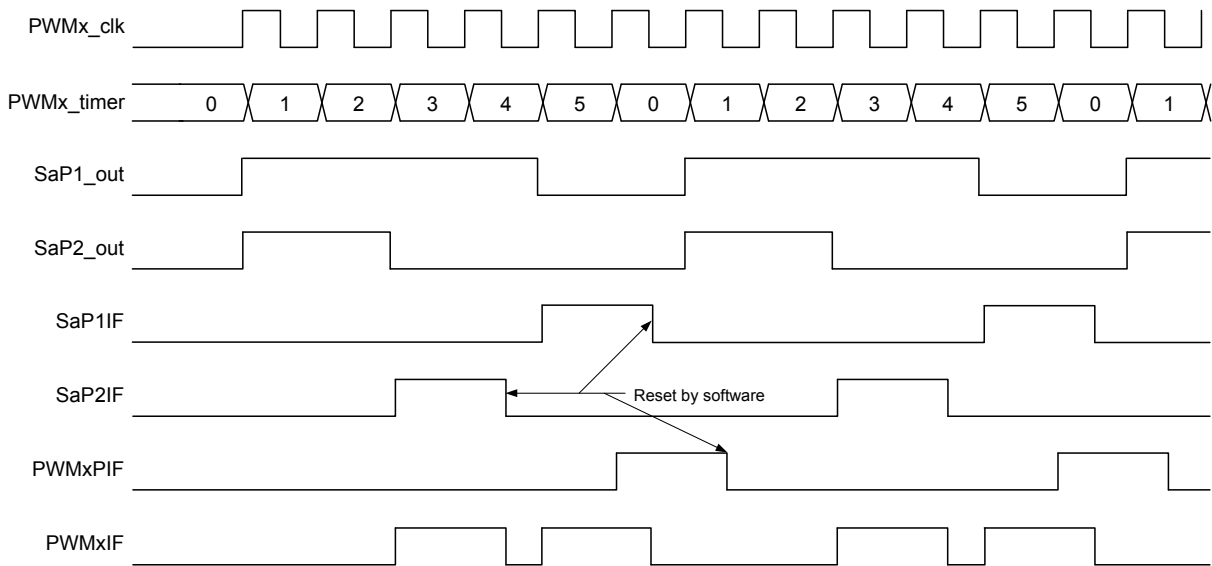 PWMx_clk
PWMx_timer 0 1 2 3 4 5 0 1 2 3 4 5 0 1
SaP1_out
SaP2_out
SaP1IF
SaP2IF Reset by software
PWMxPIF
PWMxIF